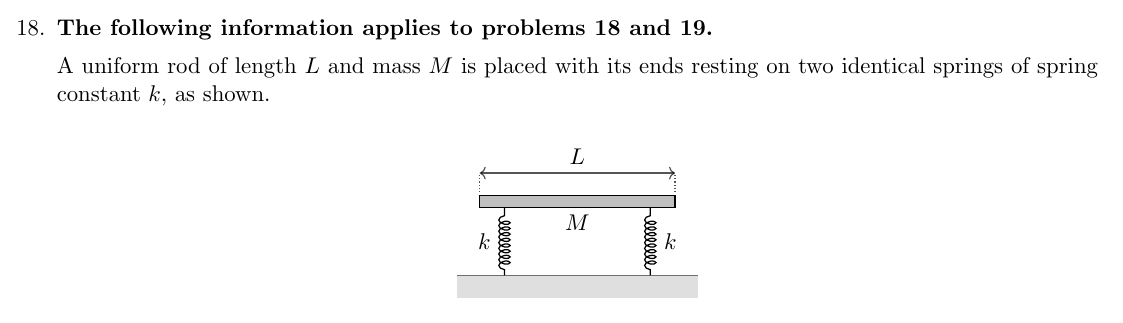 18. The following information applies to problems 18 and 19.
A uniform rod of length L and mass M is placed with its ends resting on two identical springs of spring
constant k, as shown.
L
M
k k